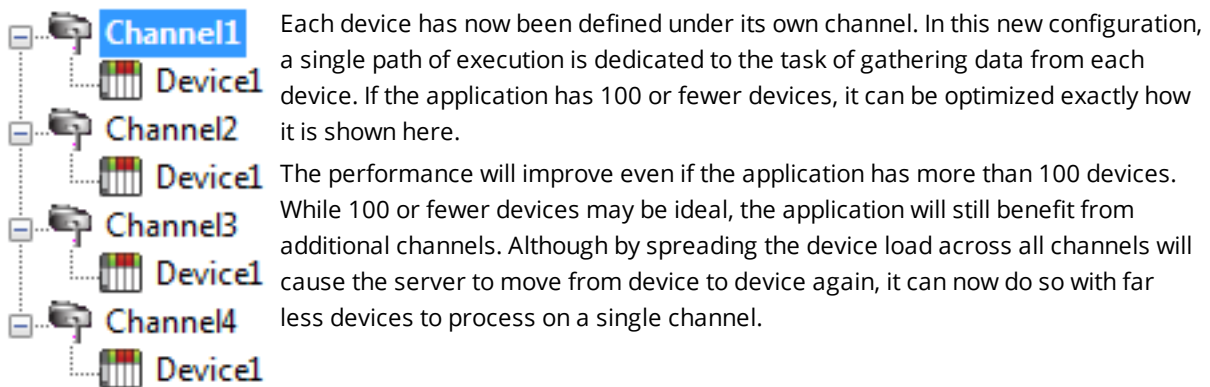 Channel1
Device1
Channel2
Device1
Channel3
Device1
Channel4
Device1
Each device has now been defined under its own channel. In this new configuration,
a single path of execution is dedicated to the task of gathering data from each
device. If the application has 100 or fewer devices, it can be optimized exactly how
it is shown here.
The performance will improve even if the application has more than 100 devices.
While 100 or fewer devices may be ideal, the application will still benefit from
additional channels. Although by spreading the device load across all channels will
cause the server to move from device to device again, it can now do so with far
less devices to process on a single channel.